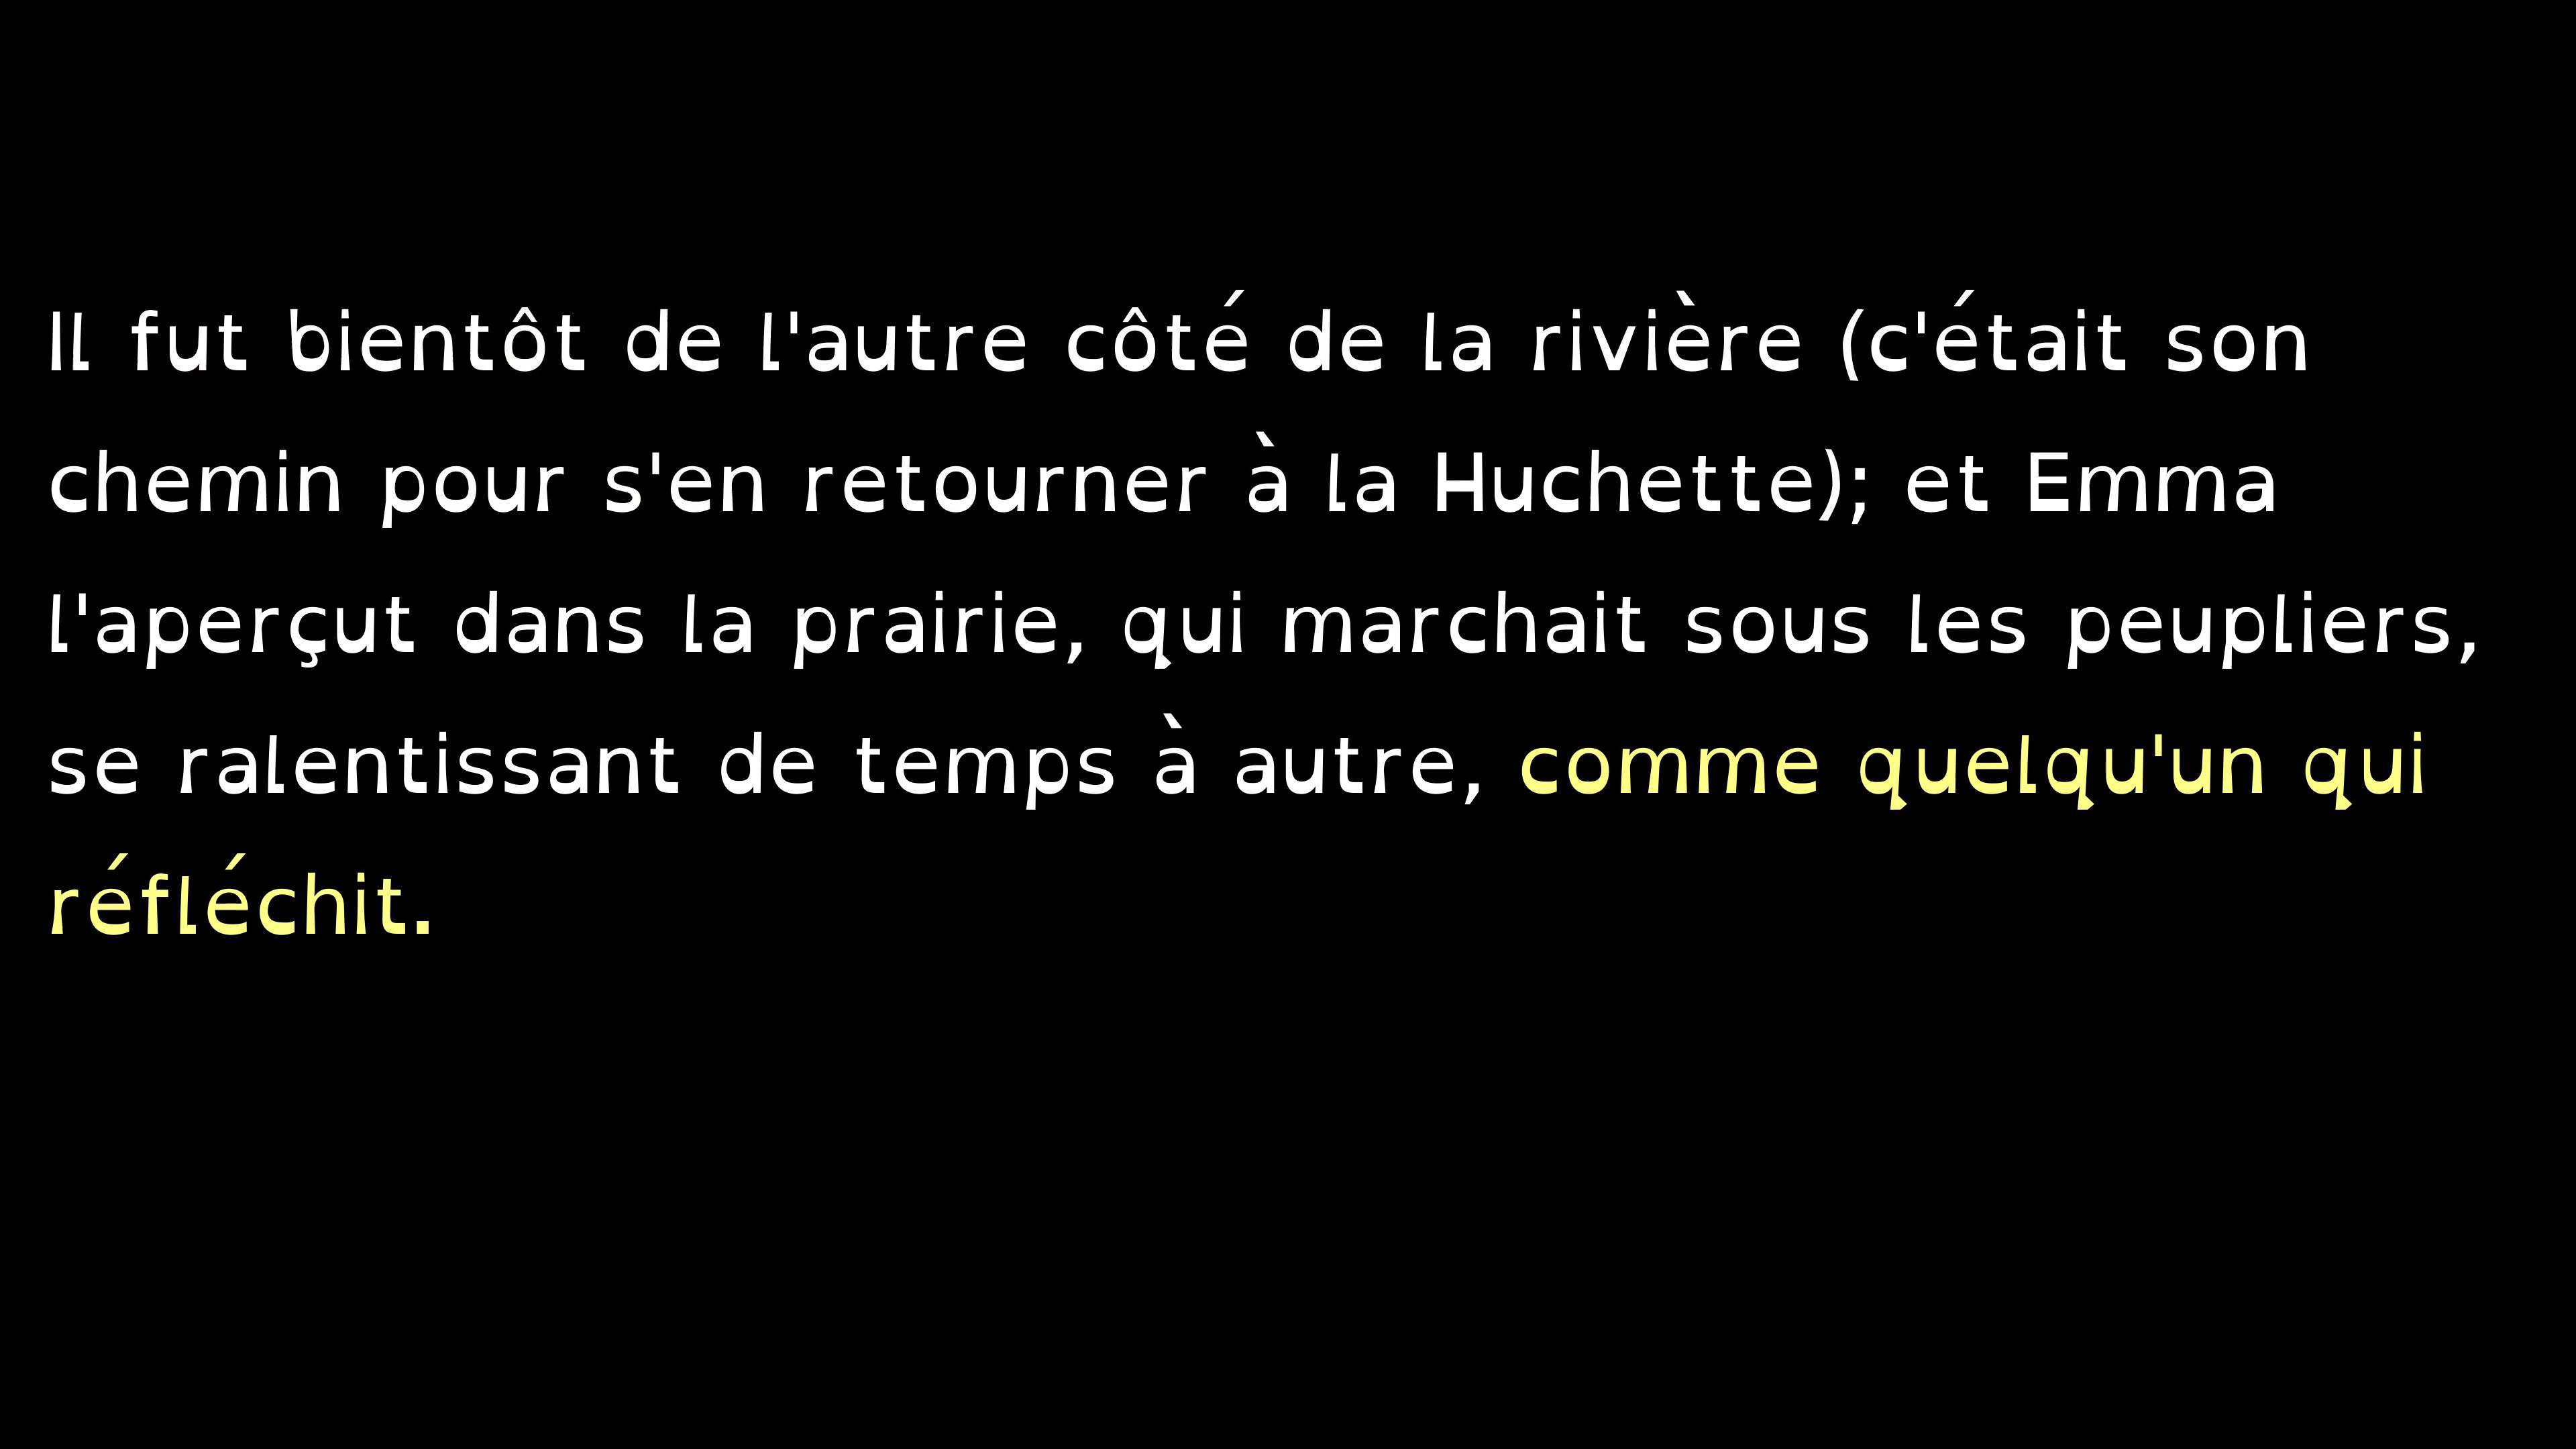 Il fut bientôt de l'autre côté de la rivière (c'était son
chemin pour s'en retourner à la Huchette); et Emma
l'aperçut dans la prairie, qui marchait sous les peupliers,
se ralentissant de temps à autre, comme quelqu'un qui
réfléchit.